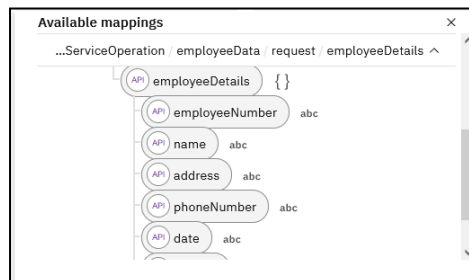 Available mappings ×
...ServiceOperation / employeeData / request / employeeDetails
API employeeDetails { }
API employeeNumber abc
API name abc
API address abc
API phoneNumber abc
API date abc